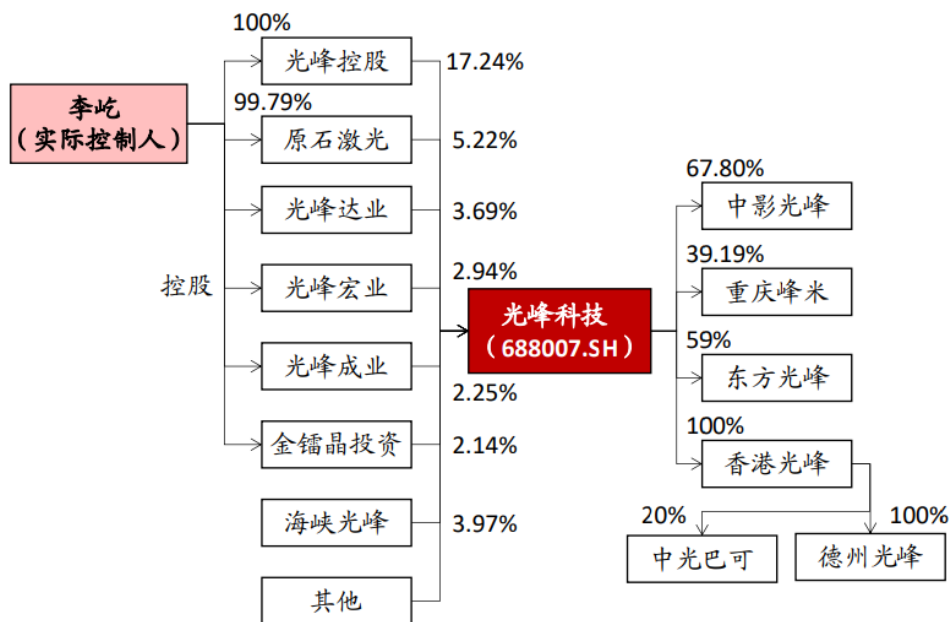 100%
光峰控股
17.24%
李屹
（实际控制人）
99.79%
原石激光
5.22%
67.80%
中影光峰
光峰达业
3.69%
39.19%
控股
光峰宏业
2.94%
重庆峰米
光峰科技
（688007.SH）
59%
光峰成业
2.25%
东方光峰
100%
金镭晶投资
2.14%
香港光峰
海峡光峰
3.97%
20%
100%
中光巴可
德州光峰
其他